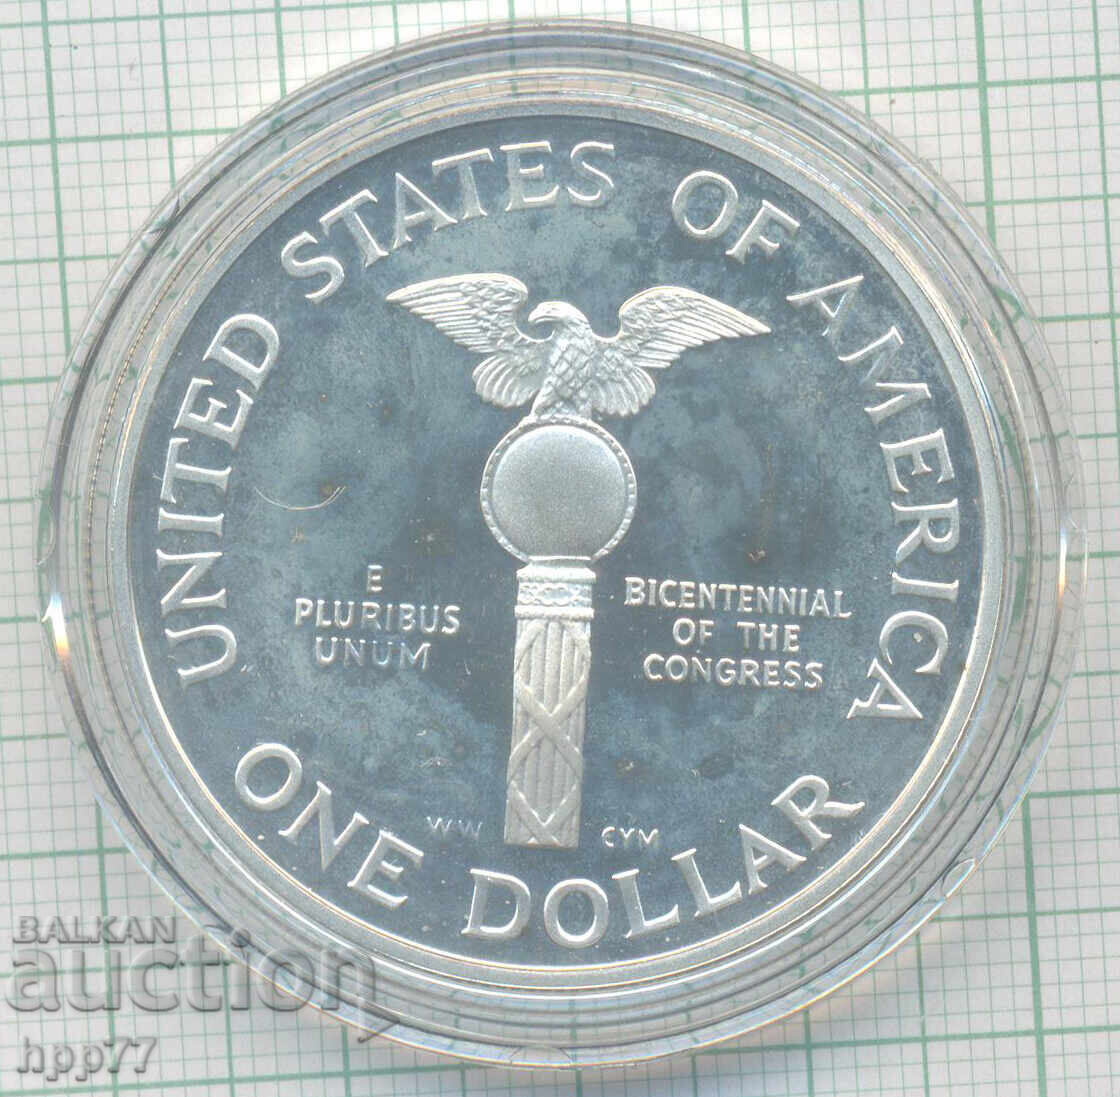 UNITED STATES OF AMERICA
E
PLURIBUS
UNUM
BICENTENNIAL
OF THE
CONGRESS
WW
CYM
ONE DOLLAR
BALKAN
auction
hpp77